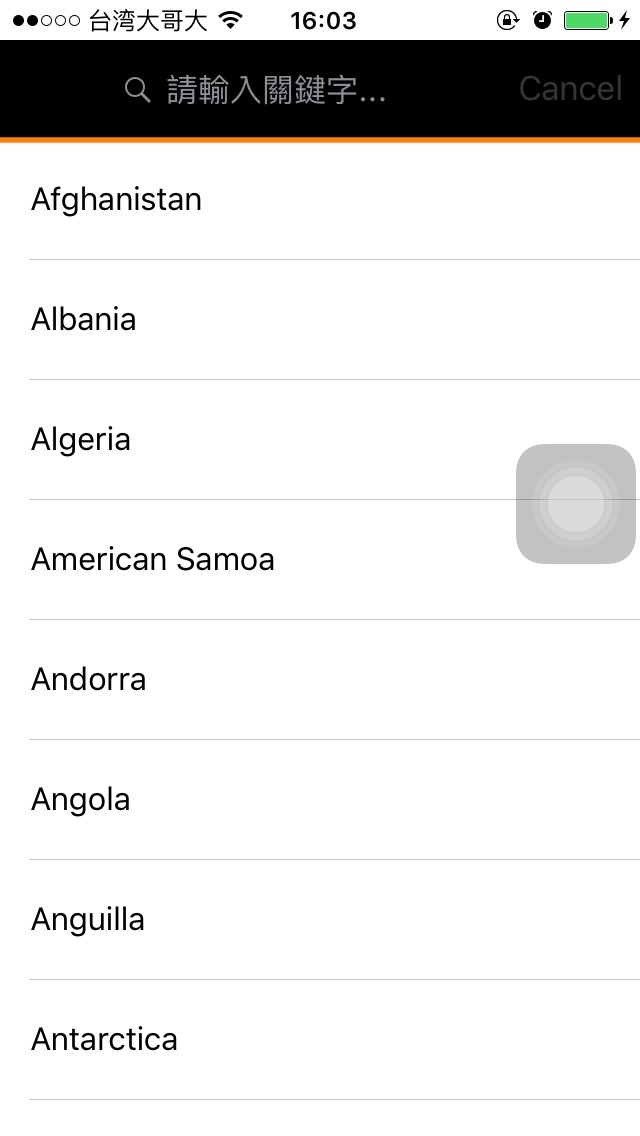 台湾大哥大 16:03
請輸入關鍵字... Cancel
Afghanistan
Albania
Algeria
American Samoa
Andorra
Angola
Anguilla
Antarctica